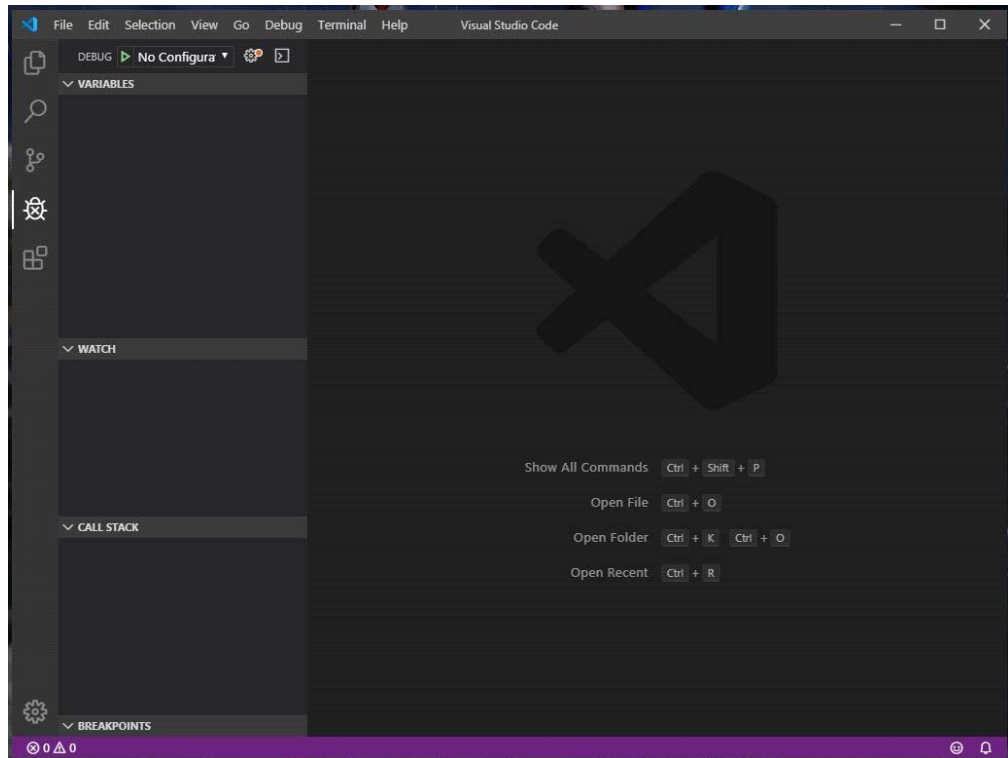 File Edit Selection View Go Debug Terminal Help Visual Studio Code
DEBUG No Configura
VARIABLES
WATCH
CALL STACK
BREAKPOINTS
Show All Commands Ctrl + Shift + P
Open File Ctrl + O
Open Folder Ctrl + K Ctrl + O
Open Recent Ctrl + R
0 0